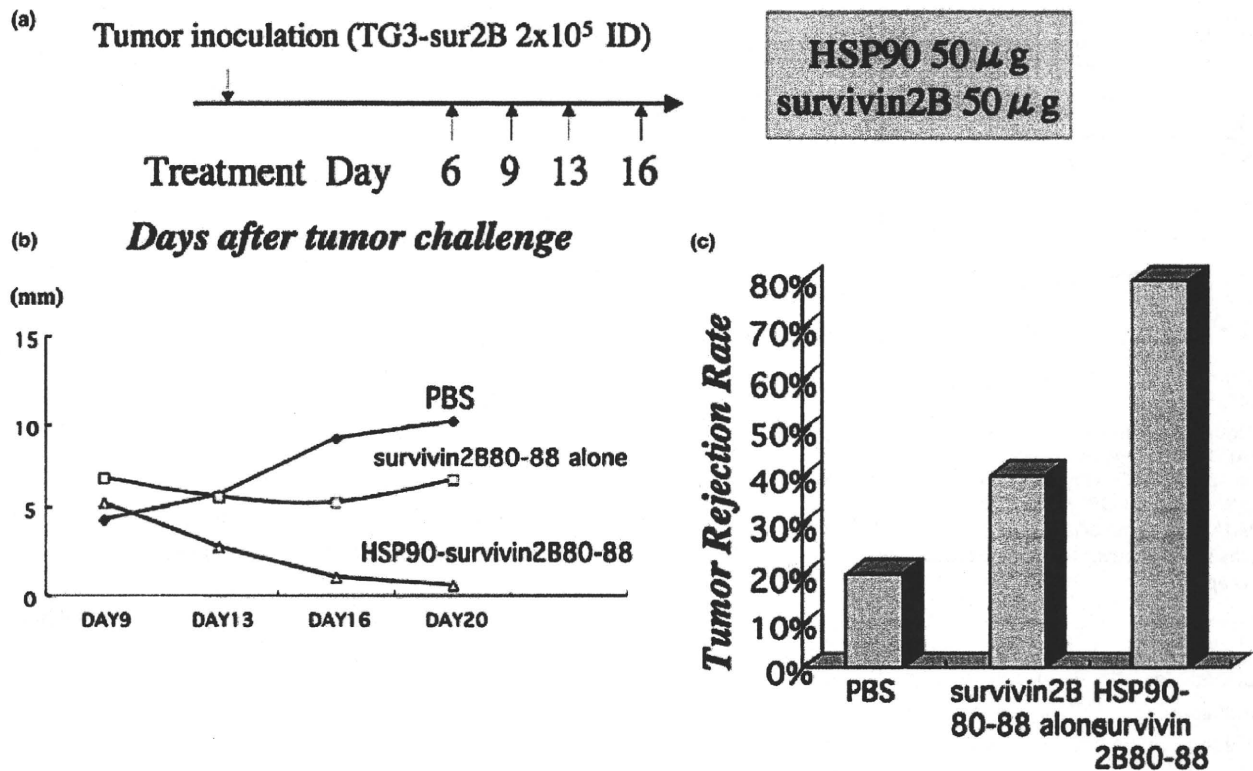 (a)
Tumor inoculation (TG3-sur2B 2x10⁵ ID)
HSP90 50 μ g
survivin2B 50 μ g
Treatment Day 6 9 13 16
(b)
Days after tumor challenge
(mm)
15
10
5
0
PBS
survivin2B80-88 alone
HSP90-survivin2B80-88
DAY9 DAY13 DAY16 DAY20
(c)
Tumor Rejection Rate
80%
70%
60%
50%
40%
30%
20%
10%
0%
PBS
survivin2B
80-88 alone
HSP90-
survivin
2B80-88